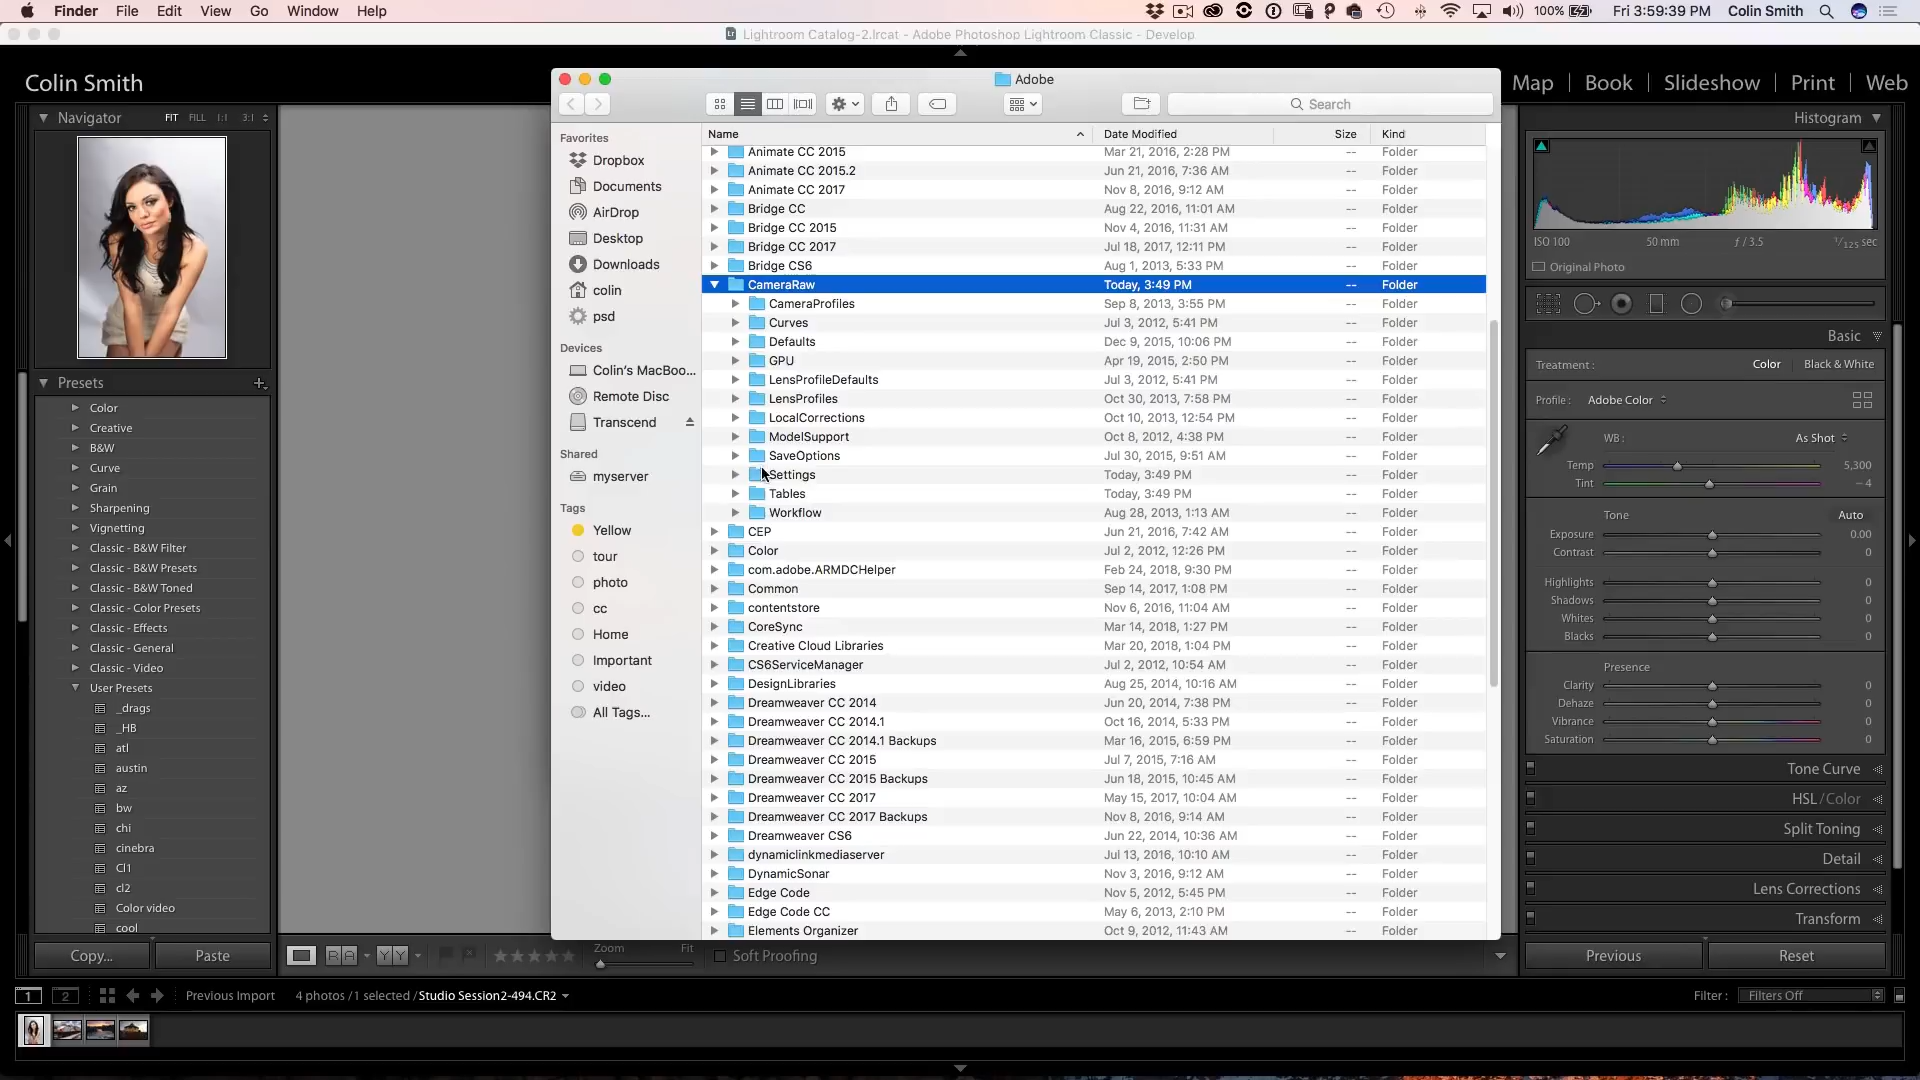 Finder File Edit View Go Window Help
100% Fri 3:59:39 PM Colin Smith
Lightroom Catalog-2.lrcat - Adobe Photoshop Lightroom Classic - Develop
Colin Smith
Map | Book | Slideshow | Print | Web
Navigator FIT FILL 1:1 3:1
Presets
Color
Creative
B&W
Curve
Grain
Sharpening
Vignetting
Classic - B&W Filter
Classic - B&W Presets
Classic - B&W Toned
Classic - Color Presets
Classic - Effects
Classic - General
Classic - Video
User Presets
_drags
_HB
atl
austin
az
bw
chi
cinebra
Cl1
cl2
Color video
cool
Copy... Paste
Adobe
Search
Favorites
Dropbox
Documents
AirDrop
Desktop
Downloads
colin
psd
Devices
Colin's MacBoo...
Remote Disc
Transcend
Shared
myserver
Tags
Yellow
tour
photo
cc
Home
Important
video
All Tags...
Name Date Modified Size Kind
Animate CC 2015 Mar 21, 2016, 2:28 PM -- Folder
Animate CC 2015.2 Jun 21, 2016, 7:36 AM -- Folder
Animate CC 2017 Nov 8, 2016, 9:12 AM -- Folder
Bridge CC Aug 22, 2016, 11:01 AM -- Folder
Bridge CC 2015 Nov 4, 2016, 11:31 AM -- Folder
Bridge CC 2017 Jul 18, 2017, 12:11 PM -- Folder
Bridge CS6 Aug 1, 2013, 5:33 PM -- Folder
CameraRaw Today, 3:49 PM -- Folder
CameraProfiles Sep 8, 2013, 3:55 PM -- Folder
Curves Jul 3, 2012, 5:41 PM -- Folder
Defaults Dec 9, 2015, 10:06 PM -- Folder
GPU Apr 19, 2015, 2:50 PM -- Folder
LensProfileDefaults Jul 3, 2012, 5:41 PM -- Folder
LensProfiles Oct 30, 2013, 7:58 PM -- Folder
LocalCorrections Oct 10, 2013, 12:54 PM -- Folder
ModelSupport Oct 8, 2012, 4:38 PM -- Folder
SaveOptions Jul 30, 2015, 9:51 AM -- Folder
Settings Today, 3:49 PM -- Folder
Tables Today, 3:49 PM -- Folder
Workflow Aug 28, 2013, 1:13 AM -- Folder
CEP Jun 21, 2016, 7:42 AM -- Folder
Color Jul 2, 2012, 12:26 PM -- Folder
com.adobe.ARMDCHelper Feb 24, 2018, 9:30 PM -- Folder
Common Sep 14, 2017, 1:08 PM -- Folder
contentstore Nov 6, 2016, 11:04 AM -- Folder
CoreSync Mar 14, 2018, 1:27 PM -- Folder
Creative Cloud Libraries Mar 20, 2018, 1:04 PM -- Folder
CS6ServiceManager Jul 2, 2012, 10:54 AM -- Folder
DesignLibraries Aug 25, 2014, 10:16 AM -- Folder
Dreamweaver CC 2014 Jun 20, 2014, 7:38 PM -- Folder
Dreamweaver CC 2014.1 Oct 16, 2014, 5:33 PM -- Folder
Dreamweaver CC 2014.1 Backups Mar 16, 2015, 6:59 PM -- Folder
Dreamweaver CC 2015 Jul 7, 2015, 7:16 AM -- Folder
Dreamweaver CC 2015 Backups Jun 18, 2015, 10:45 AM -- Folder
Dreamweaver CC 2017 May 15, 2017, 10:04 AM -- Folder
Dreamweaver CC 2017 Backups Nov 8, 2016, 9:14 AM -- Folder
Dreamweaver CS6 Jun 22, 2014, 10:36 AM -- Folder
dynamiclinkmediaserver Jul 13, 2016, 10:10 AM -- Folder
DynamicSonar Nov 3, 2016, 9:12 AM -- Folder
Edge Code Nov 5, 2012, 5:45 PM -- Folder
Edge Code CC May 6, 2013, 2:10 PM -- Folder
Elements Organizer Oct 9, 2012, 11:43 AM -- Folder
Histogram
ISO 100 50 mm ƒ / 3.5 1/125 sec
Original Photo
Basic
Treatment : Color Black & White
Profile : Adobe Color
WB : As Shot
Temp 5,300
Tint – 4
Tone Auto
Exposure 0.00
Contrast 0
Highlights 0
Shadows 0
Whites 0
Blacks 0
Presence
Clarity 0
Dehaze 0
Vibrance 0
Saturation 0
Tone Curve
HSL / Color
Split Toning
Detail
Lens Corrections
Transform
Previous Reset
R A Y Y Zoom Fit Soft Proofing
1 2 Previous Import 4 photos / 1 selected / Studio Session2-494.CR2 Filter : Filters Off